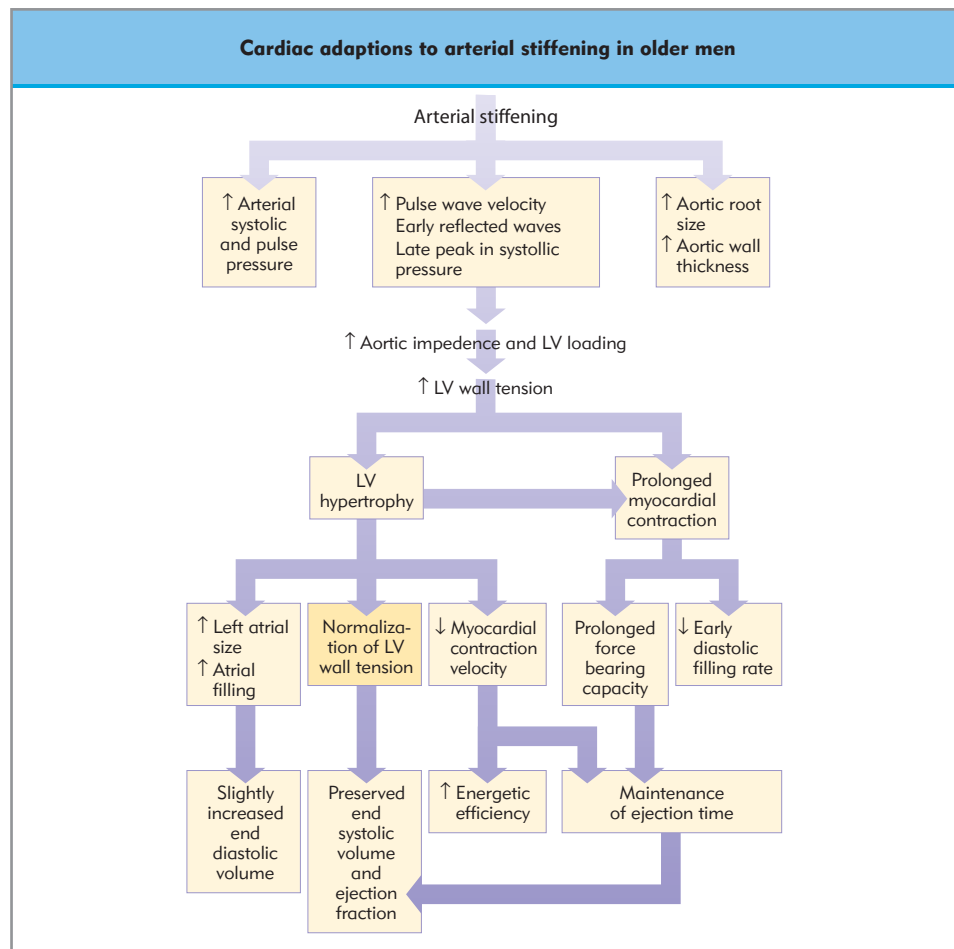 Cardiac adaptions to arterial stiffening in older men
Arterial stiffening
↑ Arterial
systolic
and pulse
pressure
↑ Pulse wave velocity
Early reflected waves
Late peak in systollic
pressure
↑ Aortic root
size
↑ Aortic wall
thickness
↑ Aortic impedence and LV loading
↑ LV wall tension
LV
hypertrophy
Prolonged
myocardial
contraction
↑ Left atrial
size
↑ Atrial
filling
Normaliza-
tion of LV
wall tension
↓ Myocardial
contraction
velocity
Prolonged
force
bearing
capacity
↓ Early
diastolic
filling rate
Slightly
increased
end
diastolic
volume
Preserved
end
systolic
volume
and
ejection
fraction
↑ Energetic
efficiency
Maintenance
of ejection time